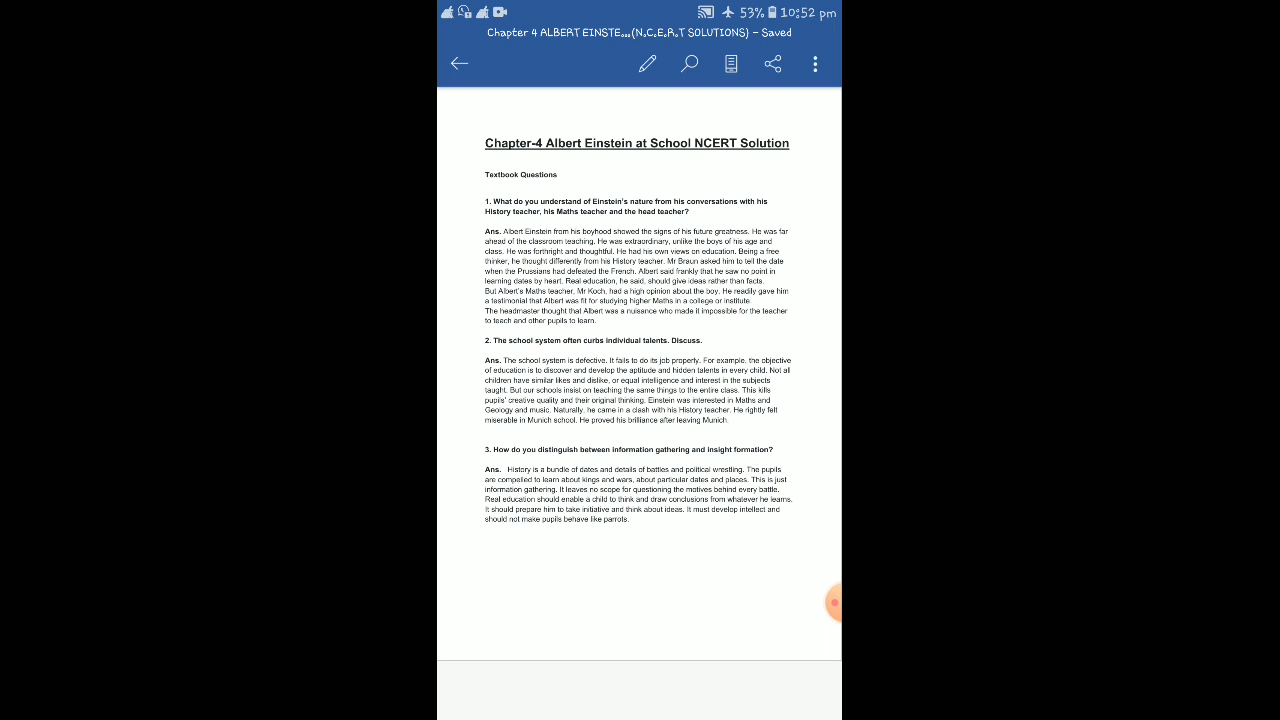 53% 10:52 pm
Chapter 4 ALBERT EINSTE...(N.C.E.R.T SOLUTIONS) - Saved
Chapter-4 Albert Einstein at School NCERT Solution
Textbook Questions
1. What do you understand of Einstein's nature from his conversations with his
History teacher, his Maths teacher and the head teacher?
Ans. Albert Einstein from his boyhood showed the signs of his future greatness. He was far
ahead of the classroom teaching. He was extraordinary, unlike the boys of his age and
class. He was forthright and thoughtful. He had his own views on education. Being a free
thinker, he thought differently from his History teacher. Mr Braun asked him to tell the date
when the Prussians had defeated the French. Albert said frankly that he saw no point in
learning dates by heart. Real education, he said, should give ideas rather than facts.
But Albert's Maths teacher, Mr Koch, had a high opinion about the boy. He readily gave him
a testimonial that Albert was fit for studying higher Maths in a college or institute.
The headmaster thought that Albert was a nuisance who made it impossible for the teacher
to teach and other pupils to learn.
2. The school system often curbs individual talents. Discuss.
Ans. The school system is defective. It fails to do its job properly. For example, the objective
of education is to discover and develop the aptitude and hidden talents in every child. Not all
children have similar likes and dislike, or equal intelligence and interest in the subjects
taught. But our schools insist on teaching the same things to the entire class. This kills
pupils' creative quality and their original thinking. Einstein was interested in Maths and
Geology and music. Naturally, he came in a clash with his History teacher. He rightly felt
miserable in Munich school. He proved his brilliance after leaving Munich.
3. How do you distinguish between information gathering and insight formation?
Ans. History is a bundle of dates and details of battles and political wrestling. The pupils
are compelled to learn about kings and wars, about particular dates and places. This is just
information gathering. It leaves no scope for questioning the motives behind every battle.
Real education should enable a child to think and draw conclusions from whatever he learns.
It should prepare him to take initiative and think about ideas. It must develop intellect and
should not make pupils behave like parrots.